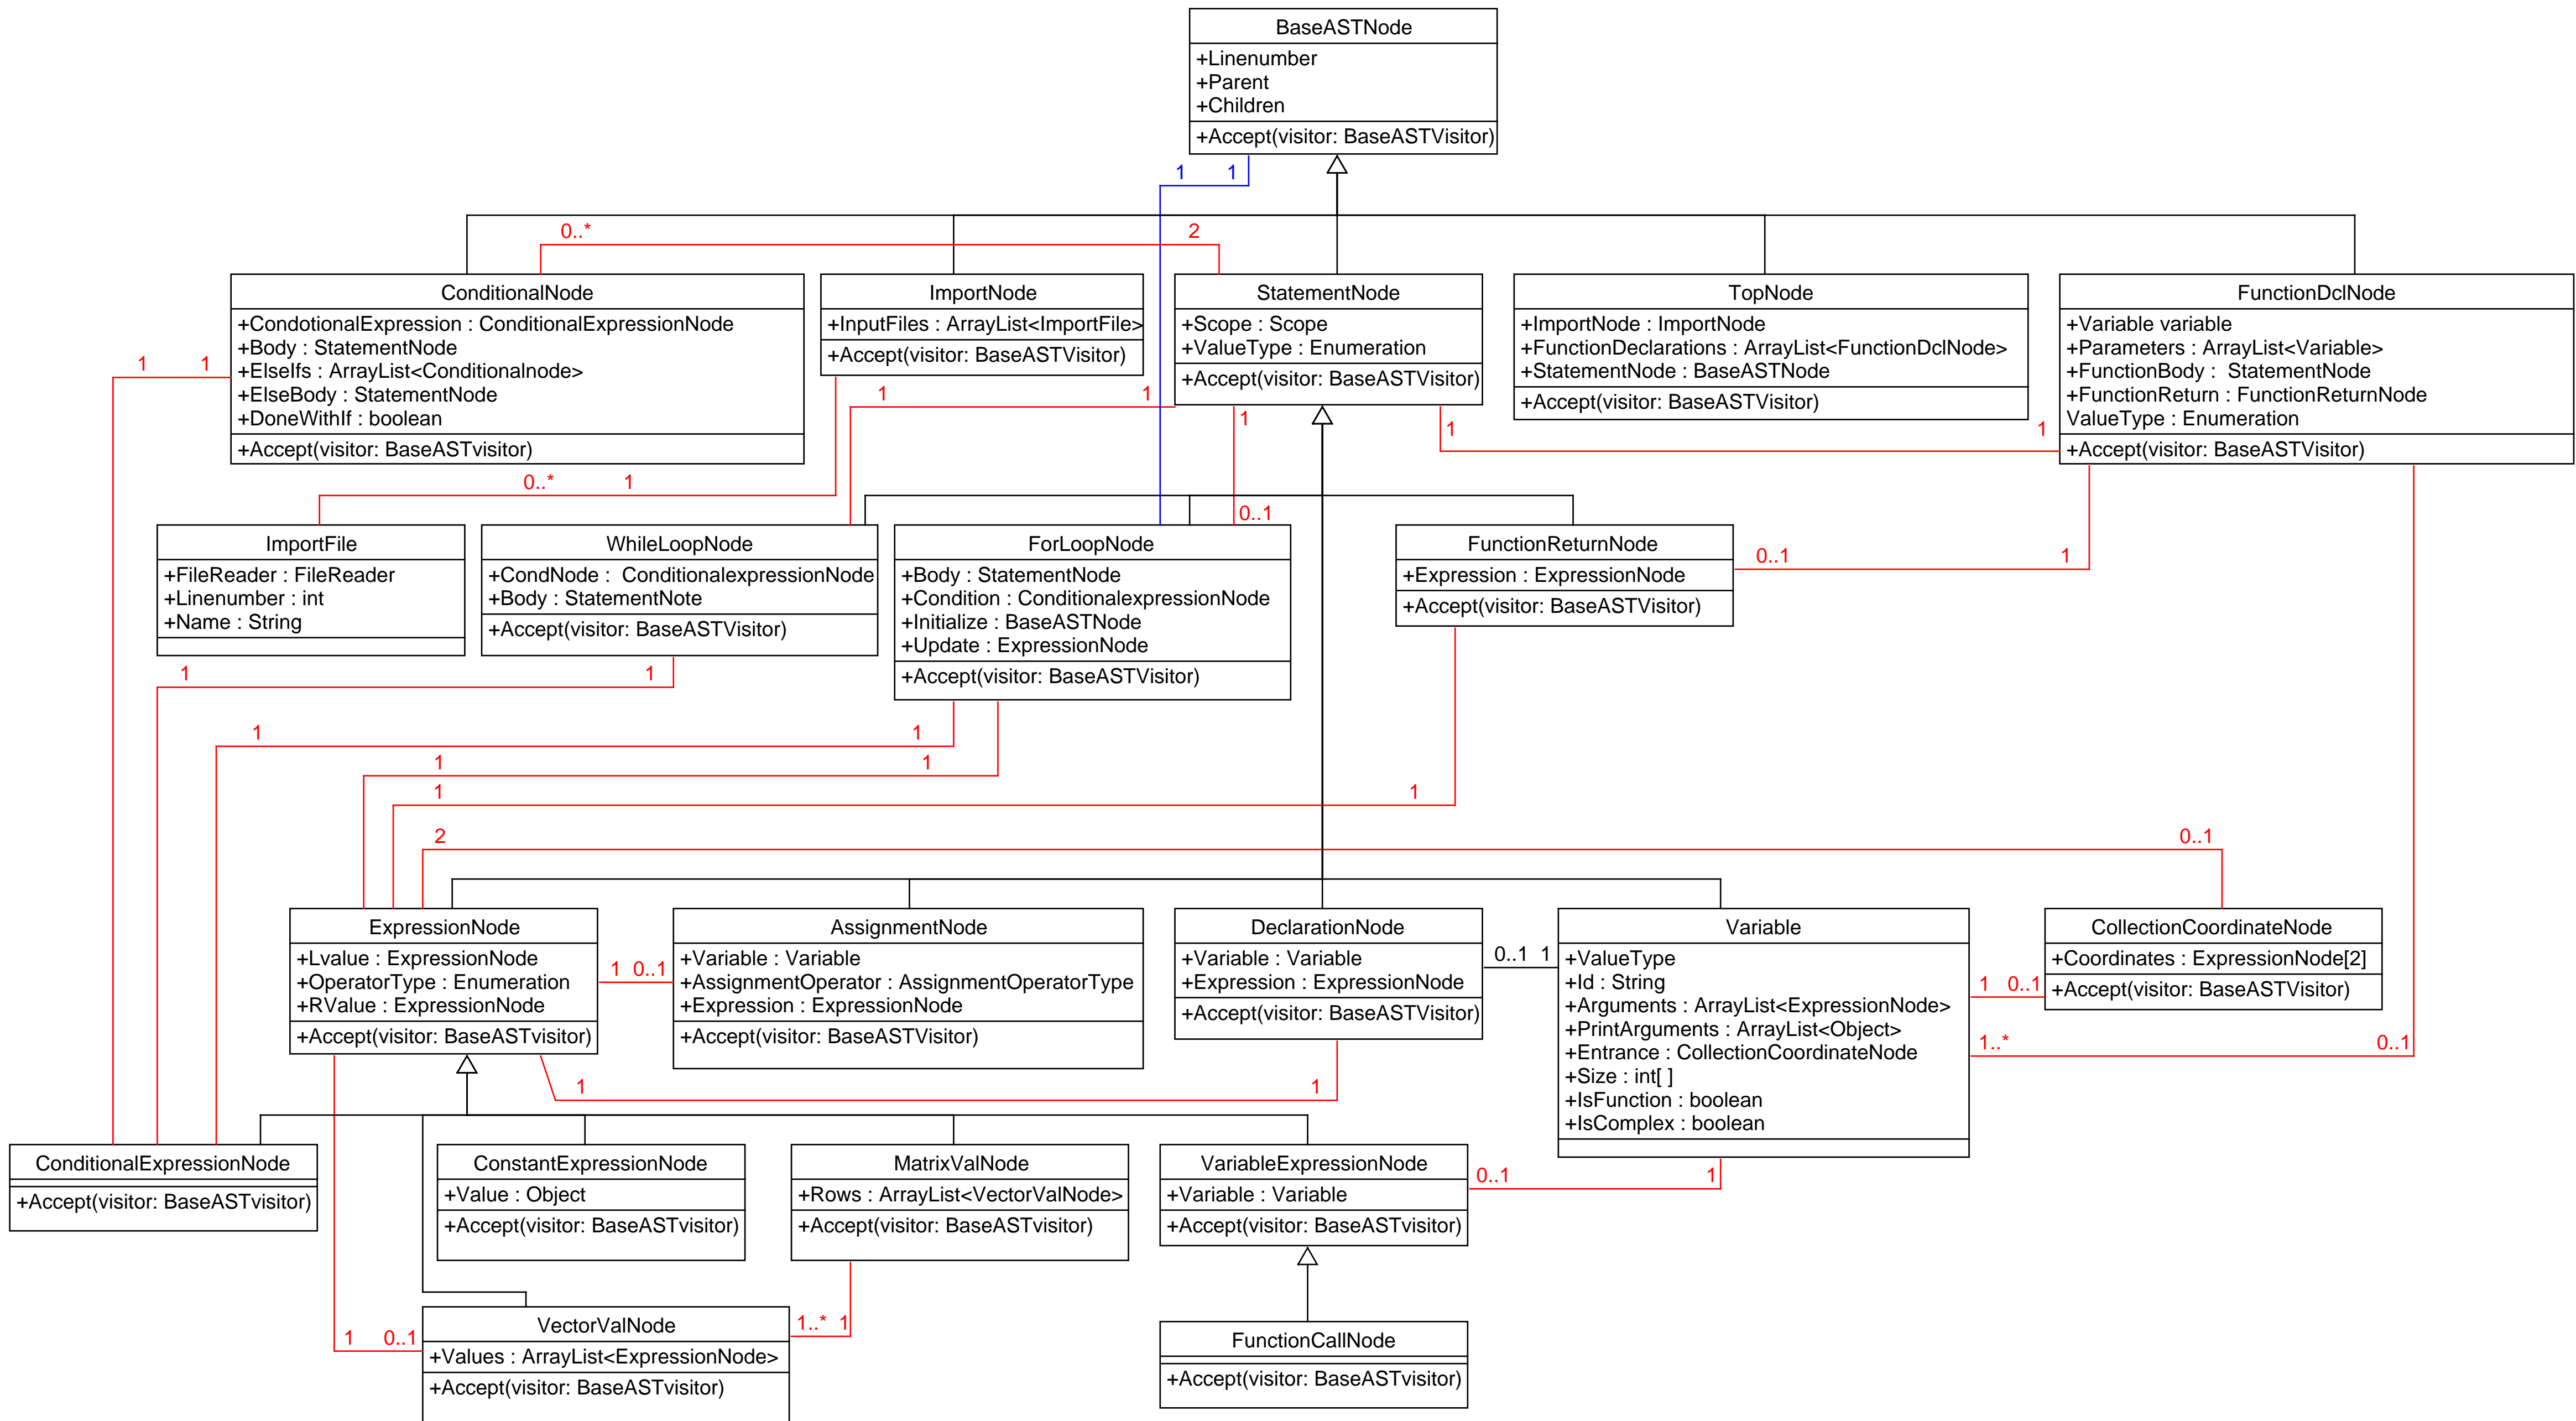 BaseASTNode
+Linenumber
+Parent
+Children
+Accept(visitor: BaseASTVisitor)
1 1
0..* 2
ConditionalNode
+CondotionalExpression : ConditionalExpressionNode
+Body : StatementNode
+ElseIfs : ArrayList<Conditionalnode>
+ElseBody : StatementNode
+DoneWithIf : boolean
+Accept(visitor: BaseASTvisitor)
ImportNode
+InputFiles : ArrayList<ImportFile>
+Accept(visitor: BaseASTVisitor)
StatementNode
+Scope : Scope
+ValueType : Enumeration
+Accept(visitor: BaseASTVisitor)
TopNode
+ImportNode : ImportNode
+FunctionDeclarations : ArrayList<FunctionDclNode>
+StatementNode : BaseASTNode
+Accept(visitor: BaseASTVisitor)
FunctionDclNode
+Variable variable
+Parameters : ArrayList<Variable>
+FunctionBody :  StatementNode
+FunctionReturn : FunctionReturnNode
ValueType : Enumeration
+Accept(visitor: BaseASTVisitor)
1 1
1 1
1
1 1
0..* 1
0..1
ImportFile
+FileReader : FileReader
+Linenumber : int
+Name : String
WhileLoopNode
+CondNode :  ConditionalexpressionNode
+Body : StatementNote
+Accept(visitor: BaseASTVisitor)
ForLoopNode
+Body : StatementNode
+Condition : ConditionalexpressionNode
+Initialize : BaseASTNode
+Update : ExpressionNode
+Accept(visitor: BaseASTVisitor)
FunctionReturnNode
+Expression : ExpressionNode
+Accept(visitor: BaseASTVisitor)
0..1 1
1 1
1 1
1 1
1 1
2 0..1
ExpressionNode
+Lvalue : ExpressionNode
+OperatorType : Enumeration
+RValue : ExpressionNode
+Accept(visitor: BaseASTvisitor)
1 0..1
AssignmentNode
+Variable : Variable
+AssignmentOperator : AssignmentOperatorType
+Expression : ExpressionNode
+Accept(visitor: BaseASTVisitor)
DeclarationNode
+Variable : Variable
+Expression : ExpressionNode
+Accept(visitor: BaseASTVisitor)
0..1 1
Variable
+ValueType
+Id : String
+Arguments : ArrayList<ExpressionNode>
+PrintArguments : ArrayList<Object>
+Entrance : CollectionCoordinateNode
+Size : int[ ]
+IsFunction : boolean
+IsComplex : boolean
1 0..1
CollectionCoordinateNode
+Coordinates : ExpressionNode[2]
+Accept(visitor: BaseASTVisitor)
1..* 0..1
1 1
ConditionalExpressionNode
+Accept(visitor: BaseASTvisitor)
ConstantExpressionNode
+Value : Object
+Accept(visitor: BaseASTvisitor)
MatrixValNode
+Rows : ArrayList<VectorValNode>
+Accept(visitor: BaseASTvisitor)
VariableExpressionNode
+Variable : Variable
+Accept(visitor: BaseASTvisitor)
0..1 1
1 0..1
VectorValNode
+Values : ArrayList<ExpressionNode>
+Accept(visitor: BaseASTvisitor)
1..* 1
FunctionCallNode
+Accept(visitor: BaseASTvisitor)